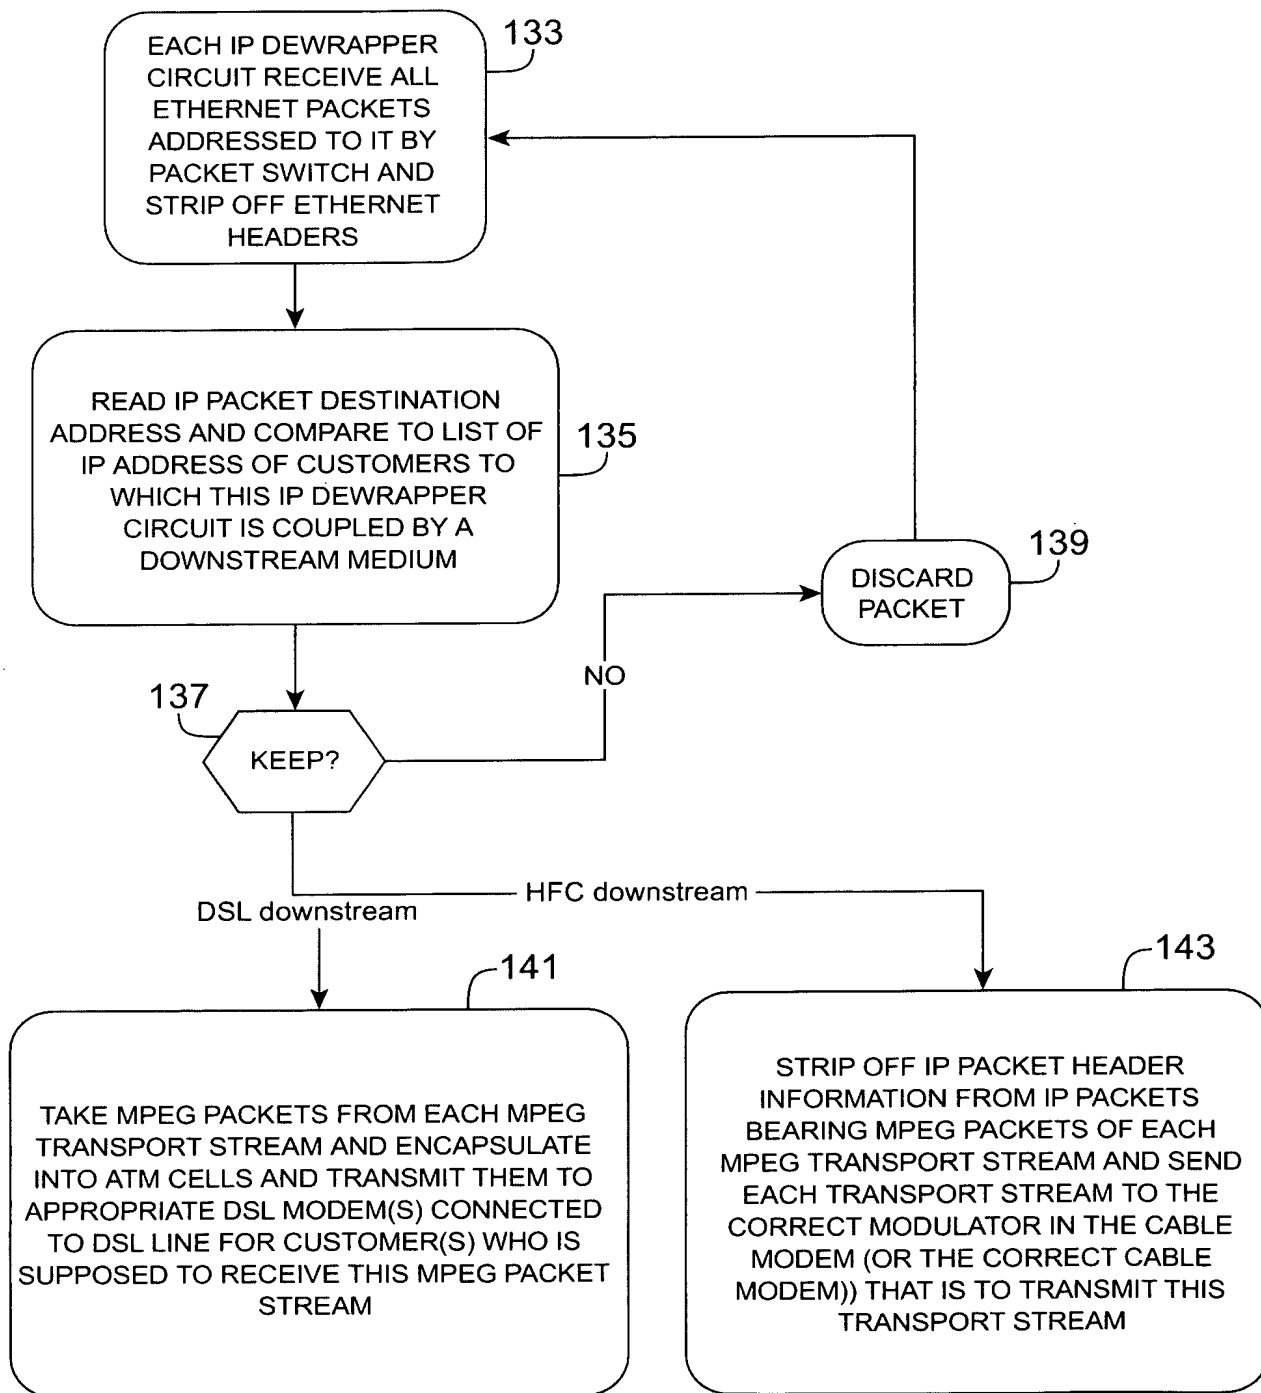 EACH IP DEWRAPPER
CIRCUIT RECEIVE ALL
ETHERNET PACKETS
ADDRESSED TO IT BY
PACKET SWITCH AND
STRIP OFF ETHERNET
HEADERS
133
READ IP PACKET DESTINATION
ADDRESS AND COMPARE TO LIST OF
IP ADDRESS OF CUSTOMERS TO
WHICH THIS IP DEWRAPPER
CIRCUIT IS COUPLED BY A
DOWNSTREAM MEDIUM
135
DISCARD
PACKET
139
NO
137
KEEP?
DSL downstream
HFC downstream
141
TAKE MPEG PACKETS FROM EACH MPEG
TRANSPORT STREAM AND ENCAPSULATE
INTO ATM CELLS AND TRANSMIT THEM TO
APPROPRIATE DSL MODEM(S) CONNECTED
TO DSL LINE FOR CUSTOMER(S) WHO IS
SUPPOSED TO RECEIVE THIS MPEG PACKET
STREAM
143
STRIP OFF IP PACKET HEADER
INFORMATION FROM IP PACKETS
BEARING MPEG PACKETS OF EACH
MPEG TRANSPORT STREAM AND SEND
EACH TRANSPORT STREAM TO THE
CORRECT MODULATOR IN THE CABLE
MODEM (OR THE CORRECT CABLE
MODEM)) THAT IS TO TRANSMIT THIS
TRANSPORT STREAM